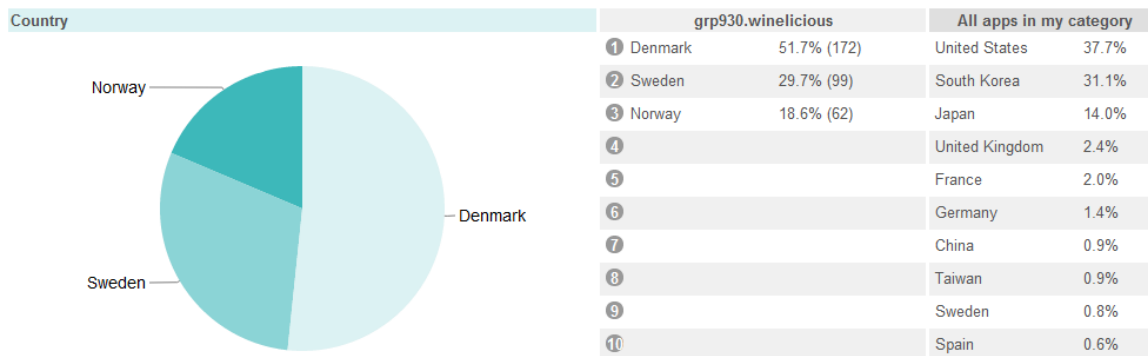 Country grp930.winelicious All apps in my category
1 Denmark 51.7% (172) United States 37.7%
2 Sweden 29.7% (99) South Korea 31.1%
3 Norway 18.6% (62) Japan 14.0%
4 United Kingdom 2.4%
5 France 2.0%
6 Germany 1.4%
7 China 0.9%
8 Taiwan 0.9%
9 Sweden 0.8%
10 Spain 0.6%
Norway
Denmark
Sweden